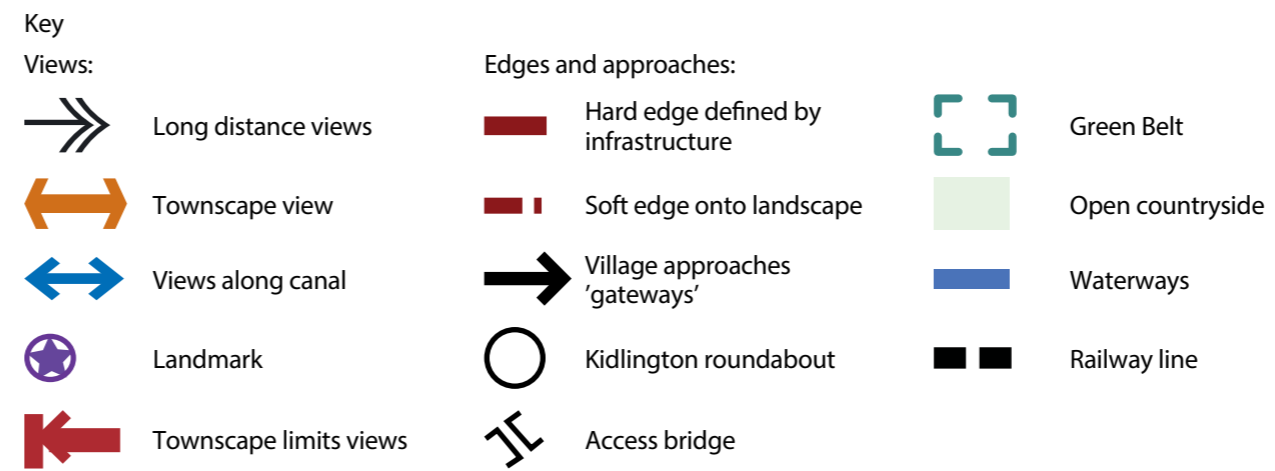 Key
Views:
Long distance views
Townscape view
Views along canal
Landmark
Townscape limits views
Edges and approaches:
Hard edge defined by
infrastructure
Soft edge onto landscape
Village approaches
'gateways'
Kidlington roundabout
Access bridge
Green Belt
Open countryside
Waterways
Railway line